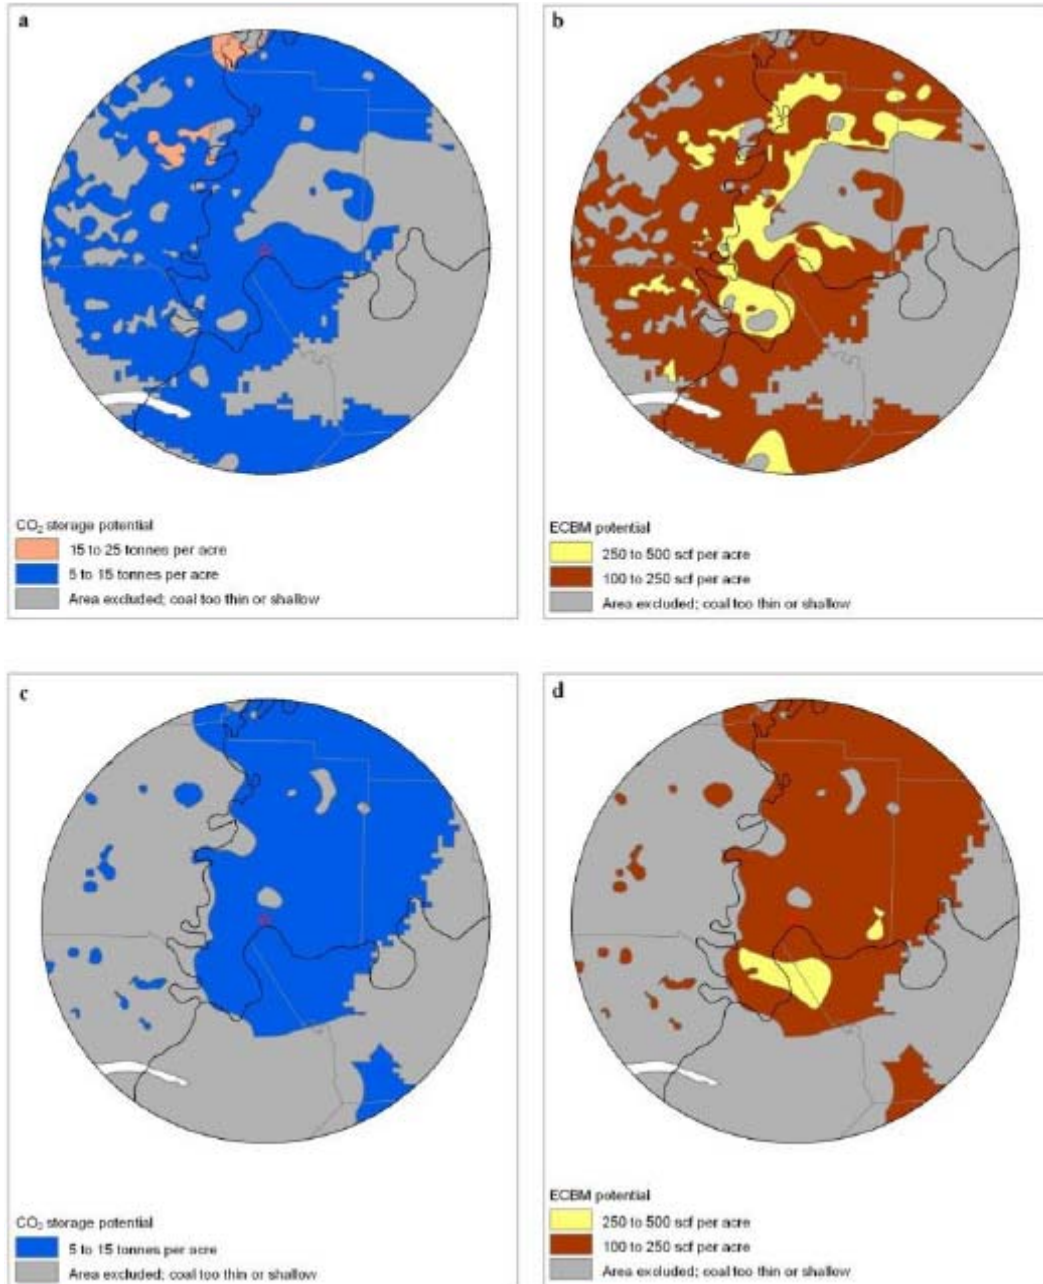 a
CO₂ storage potential
15 to 25 tonnes per acre
5 to 15 tonnes per acre
Area excluded; coal too thin or shallow
b
ECBM potential
250 to 500 scf per acre
100 to 250 scf per acre
Area excluded; coal too thin or shallow
c
CO₂ storage potential
5 to 15 tonnes per acre
Area excluded; coal too thin or shallow
d
ECBM potential
250 to 500 scf per acre
100 to 250 scf per acre
Area excluded; coal too thin or shallow